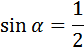 sin α = 1/2